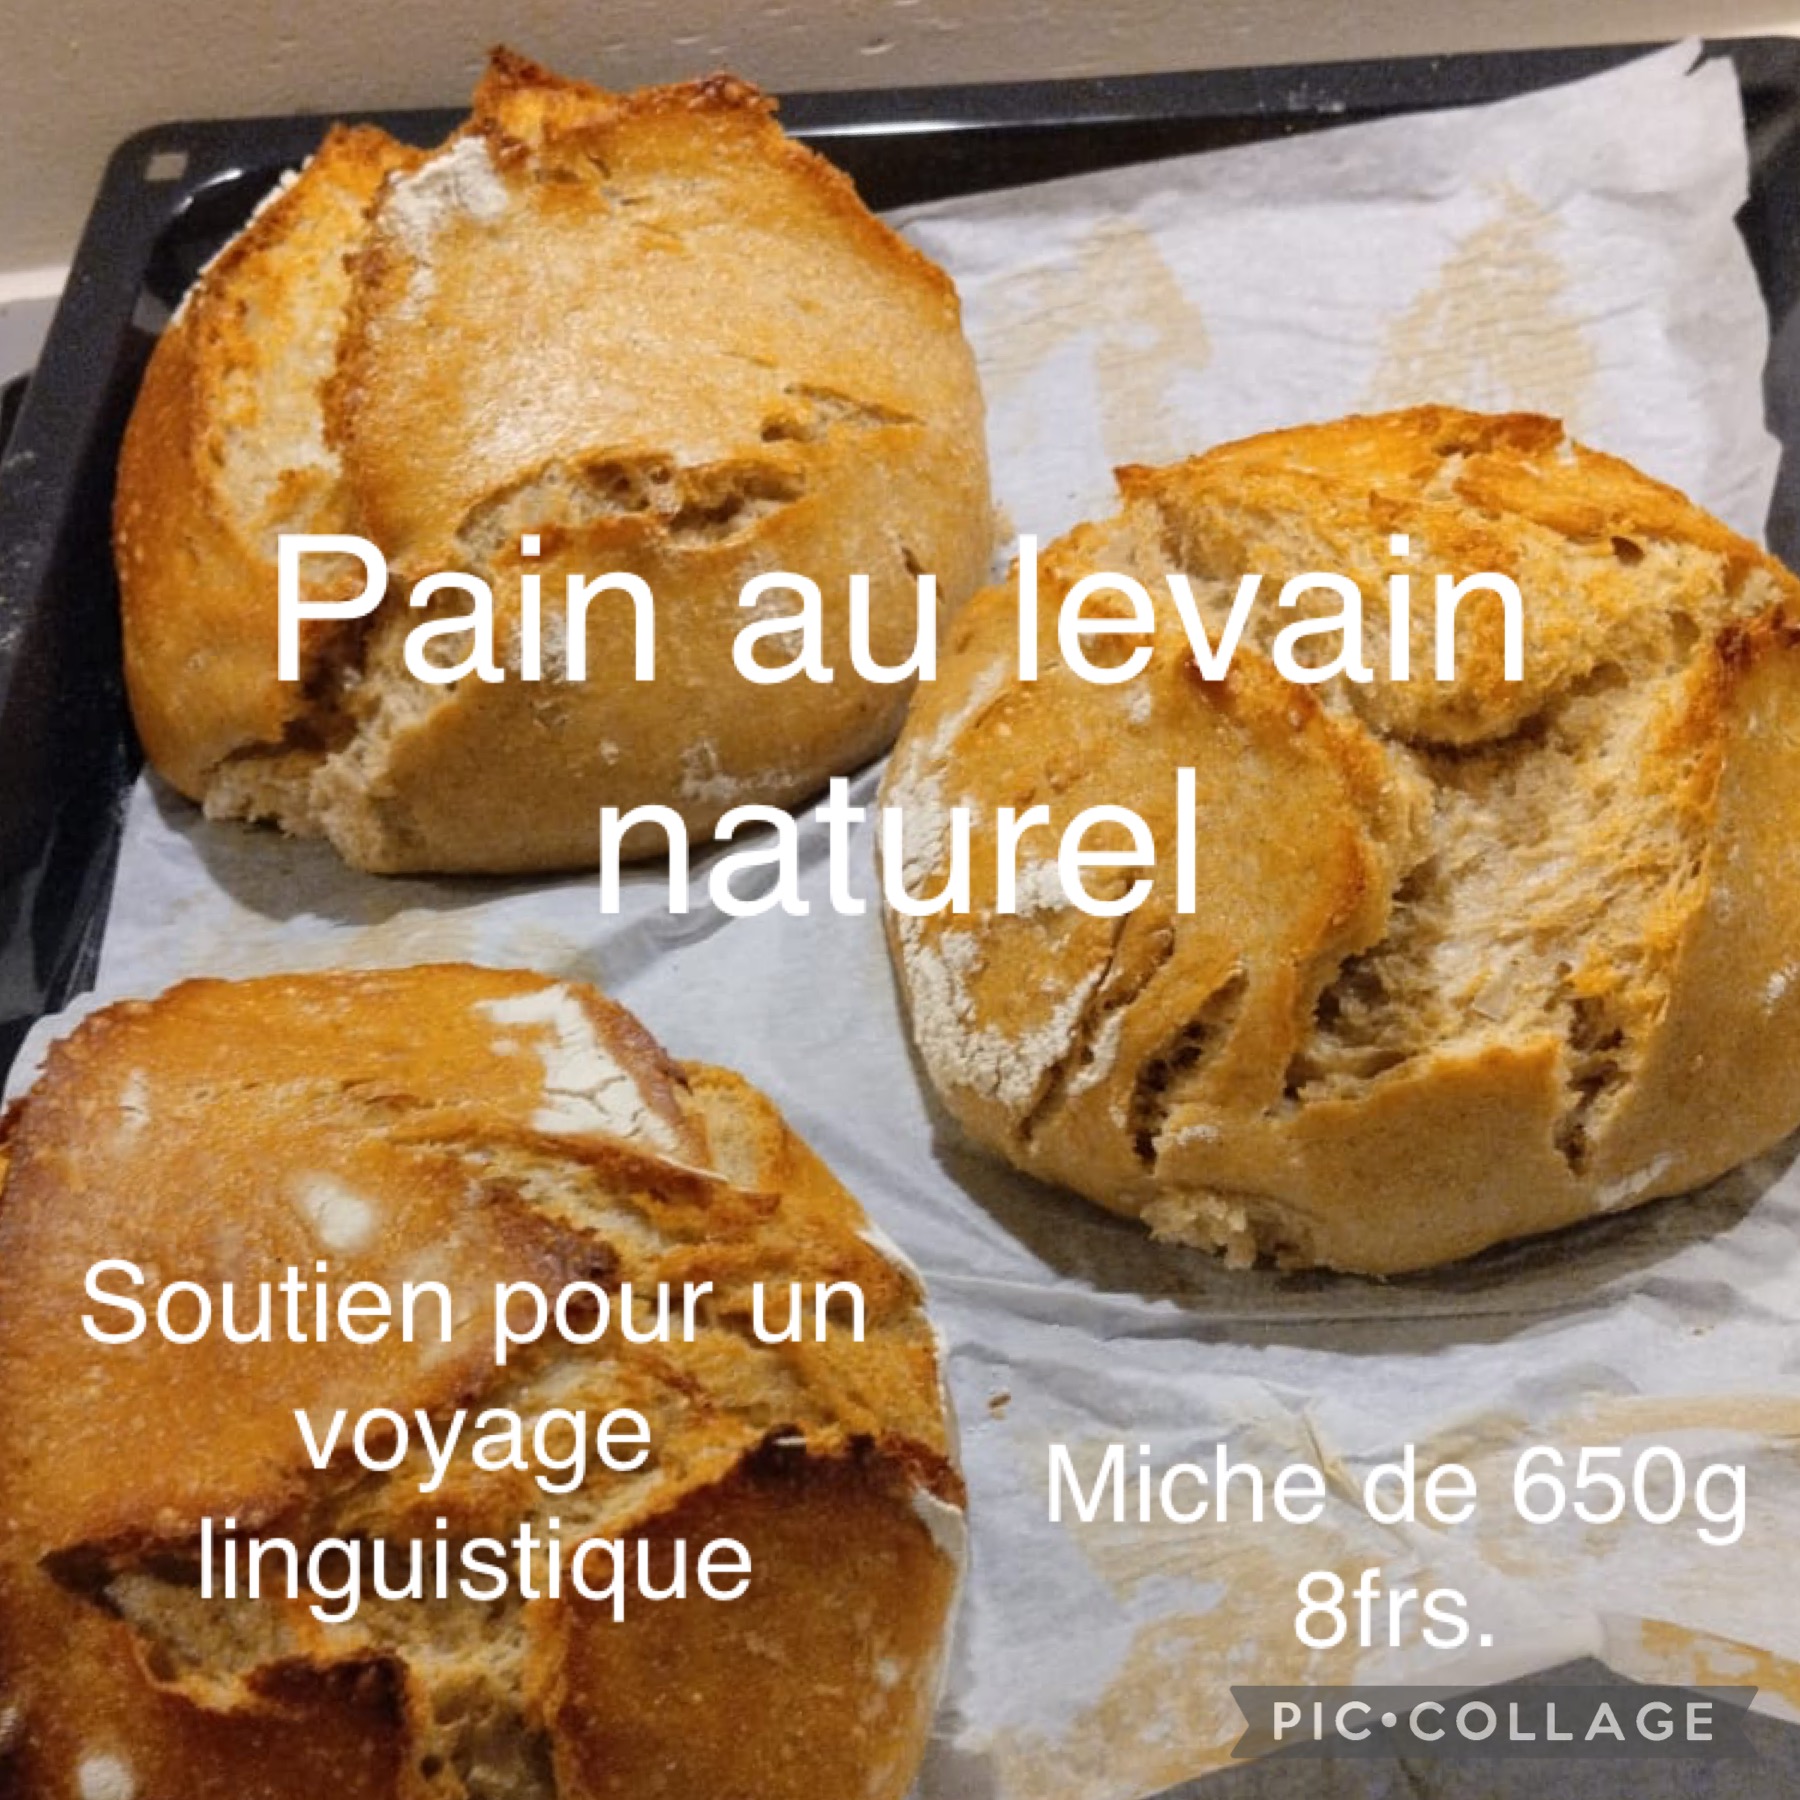 Pain au levain
naturel
Soutien pour un
voyage
linguistique
Miche de 650g
8frs.
PIC•COLLAGE